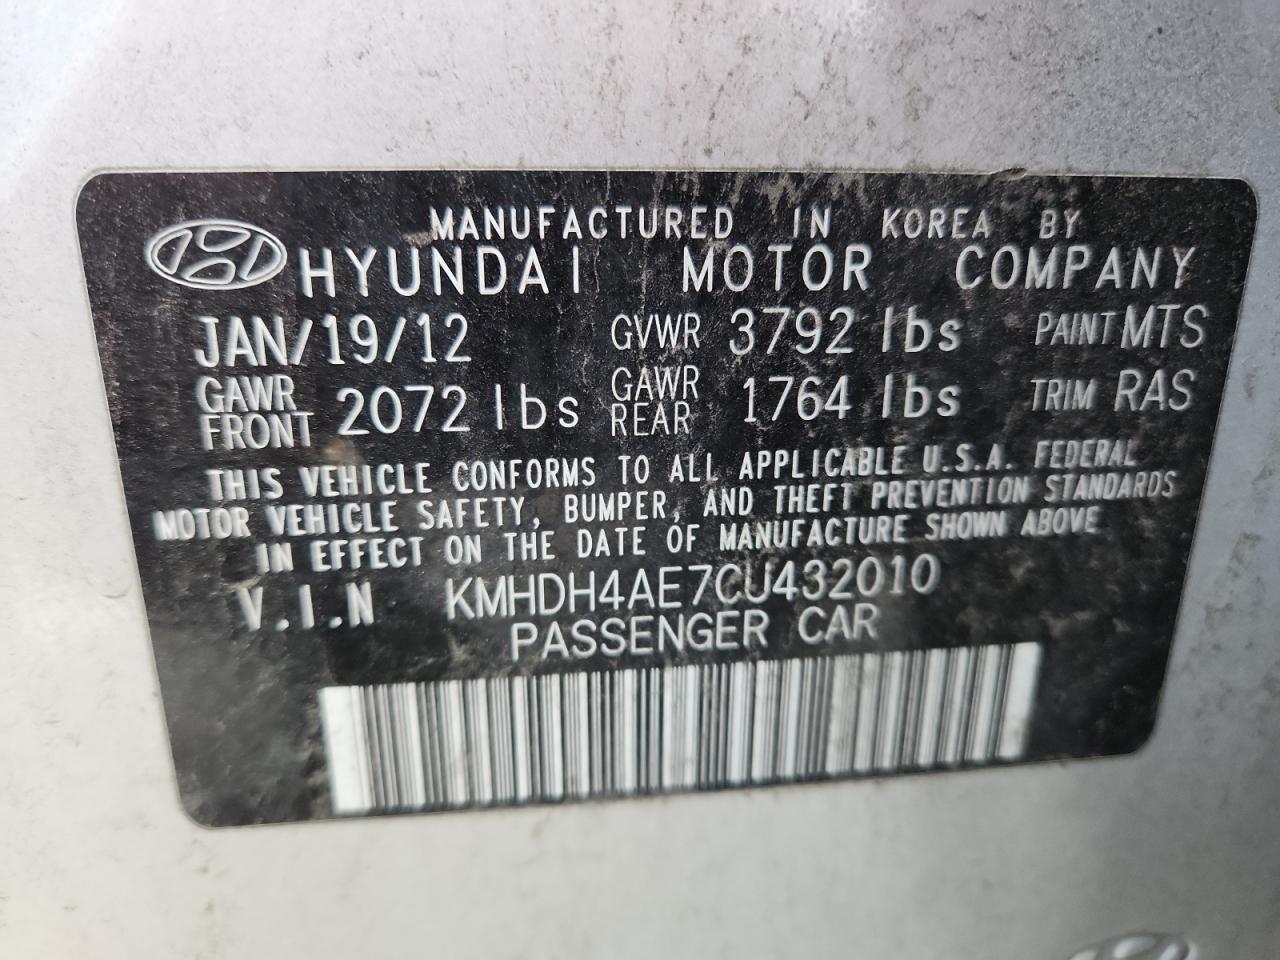 MANUFACTURED IN KOREA BY
HYUNDAI MOTOR COMPANY
JAN/19/12 GVWR 3792 lbs PAINT MTS
GAWR FRONT 2072 lbs GAWR REAR 1764 lbs TRIM RAS
THIS VEHICLE CONFORMS TO ALL APPLICABLE U.S.A. FEDERAL
MOTOR VEHICLE SAFETY, BUMPER, AND THEFT PREVENTION STANDARDS
IN EFFECT ON THE DATE OF MANUFACTURE SHOWN ABOVE
V.I.N KMHDH4AE7CU432010
PASSENGER CAR